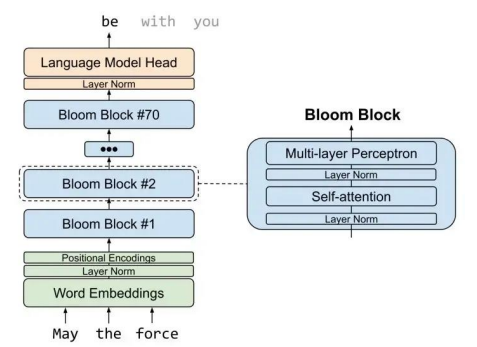 be with you
Language Model Head
Layer Norm
Bloom Block #70
Bloom Block #2
Bloom Block #1
Positional Encodings
Layer Norm
Word Embeddings
May the force
Bloom Block
Multi-layer Perceptron
Layer Norm
Self-attention
Layer Norm